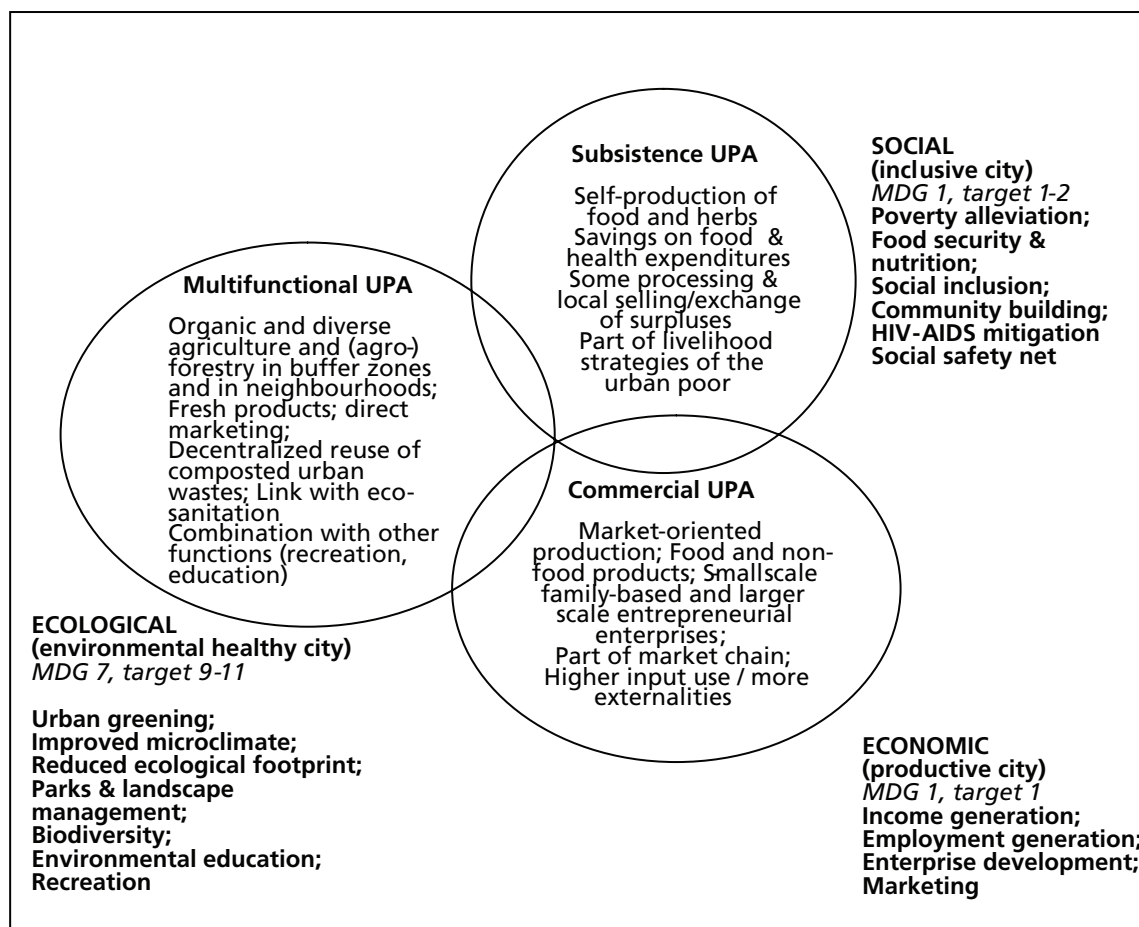 Subsistence UPA
Self-production of
food and herbs
Savings on food &
health expenditures
Some processing &
local selling/exchange
of surpluses
Part of livelihood
strategies of the
urban poor
SOCIAL
(inclusive city)
MDG 1, target 1-2
Poverty alleviation;
Food security &
nutrition;
Social inclusion;
Community building;
HIV-AIDS mitigation
Social safety net
Multifunctional UPA
Organic and diverse
agriculture and (agro-)
forestry in buffer zones
and in neighbourhoods;
Fresh products; direct
marketing;
Decentralized reuse of
composted urban
wastes; Link with eco-
sanitation
Combination with other
functions (recreation,
education)
Commercial UPA
Market-oriented
production; Food and non-
food products; Smallscale
family-based and larger
scale entrepreneurial
enterprises;
Part of market chain;
Higher input use / more
externalities
ECOLOGICAL
(environmental healthy city)
MDG 7, target 9-11
Urban greening;
Improved microclimate;
Reduced ecological footprint;
Parks & landscape
management;
Biodiversity;
Environmental education;
Recreation
ECONOMIC
(productive city)
MDG 1, target 1
Income generation;
Employment generation;
Enterprise development;
Marketing